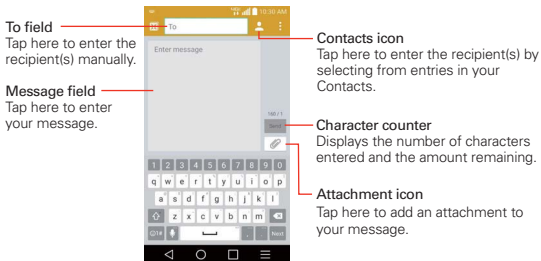 To field
Tap here to enter the
recipient(s) manually.
Message field
Tap here to enter
your message.
10:30 AM
To
Enter message
160 / 1
Send
1 2 3 4 5 6 7 8 9 0
q w e r t y u i o p
a s d f g h j k l
z x c v b n m
Next
Contacts icon
Tap here to enter the recipient(s) by
selecting from entries in your
Contacts.
Character counter
Displays the number of characters
entered and the amount remaining.
Attachment icon
Tap here to add an attachment to
your message.